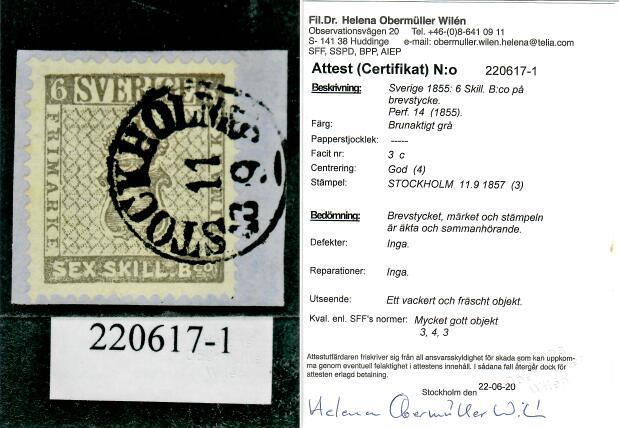 6 SVERIGE
FRIMÄRKE
STOCKHOLM
11
9
SEX SKILL. Bco
220617-1
Fil.Dr. Helena Obermüller Wilén
Observationsvägen 20 Tel. +46-(0)8-641 09 11
S- 141 38 Huddinge e-mail: obermuller.wilen.helena@telia.com
SFF, SSPD, BPP, AIEP
Attest (Certifikat) N:o 220617-1
Beskrivning: Sverige 1855: 6 Skill. B:co på
brevstycke.
Perf. 14 (1855).
Färg: Brunaktigt grå
Papperstjocklek: -----
Facit nr: 3 c
Centrering: God (4)
Stämpel: STOCKHOLM 11.9 1857 (3)
Bedömning: Brevstycket, märket och stämpeln
är äkta och sammanhörande.
Defekter: Inga.
Reparationer: Inga.
Utseende: Ett vackert och fräscht objekt.
Kval. enl. SFF's normer: Mycket gott objekt
3, 4, 3
Attestutfärdaren friskriver sig från all ansvarsskyldighet för skada som kan uppkom-
ma genom eventuell felaktighet i attestens innehåll. I sådana fall återgår dock för
attesten erlagd betalning.
Stockholm den 22-06-20
Helena Obermüller Wilén